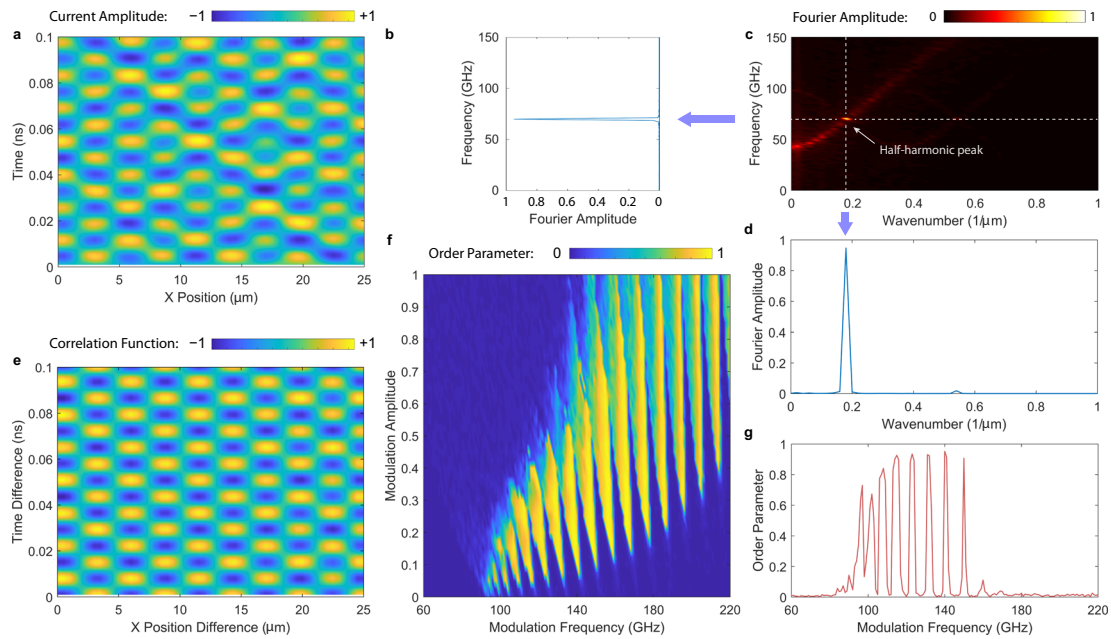 Current Amplitude: −1 +1
a
0.1
0.08
0.06
0.04
0.02
0
Time (ns)
0 5 10 15 20 25
X Position (µm)
b
150
100
50
0
Frequency (GHz)
1 0.8 0.6 0.4 0.2 0
Fourier Amplitude
Fourier Amplitude: 0 1
c
150
100
50
0
Frequency (GHz)
Half-harmonic peak
0 0.2 0.4 0.6 0.8 1
Wavenumber (1/µm)
d
1
0.8
0.6
0.4
0.2
0
Fourier Amplitude
0 0.2 0.4 0.6 0.8 1
Wavenumber (1/µm)
Correlation Function: −1 +1
e
0.1
0.08
0.06
0.04
0.02
0
Time Difference (ns)
0 5 10 15 20 25
X Position Difference (µm)
f
Order Parameter: 0 1
1
0.9
0.8
0.7
0.6
0.5
0.4
0.3
0.2
0.1
0
Modulation Amplitude
60 100 140 180 220
Modulation Frequency (GHz)
g
1
0.8
0.6
0.4
0.2
0
Order Parameter
60 100 140 180 220
Modulation Frequency (GHz)